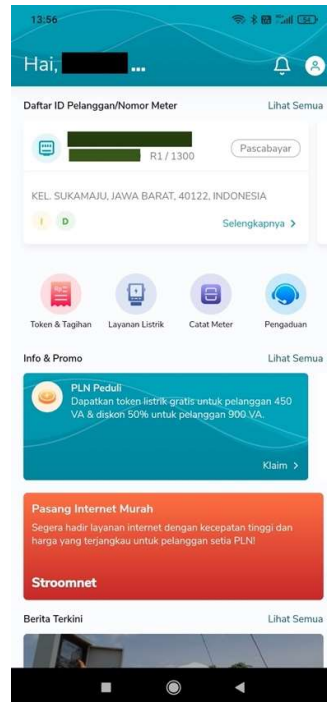 13:56
54
Hai, ...
Daftar ID Pelanggan/Nomor Meter
Lihat Semua
R1 / 1300
Pascabayar
KEL. SUKAMAJU, JAWA BARAT, 40122, INDONESIA
I D
Selengkapnya >
Token & Tagihan
Layanan Listrik
Catat Meter
Pengaduan
Info & Promo
Lihat Semua
PLN Peduli
Dapatkan token listrik gratis untuk pelanggan 450
VA & diskon 50% untuk pelanggan 900 VA.
Klaim >
Pasang Internet Murah
Segera hadir layanan internet dengan kecepatan tinggi dan
harga yang terjangkau untuk pelanggan setia PLN!
Stroomnet
Berita Terkini
Lihat Semua